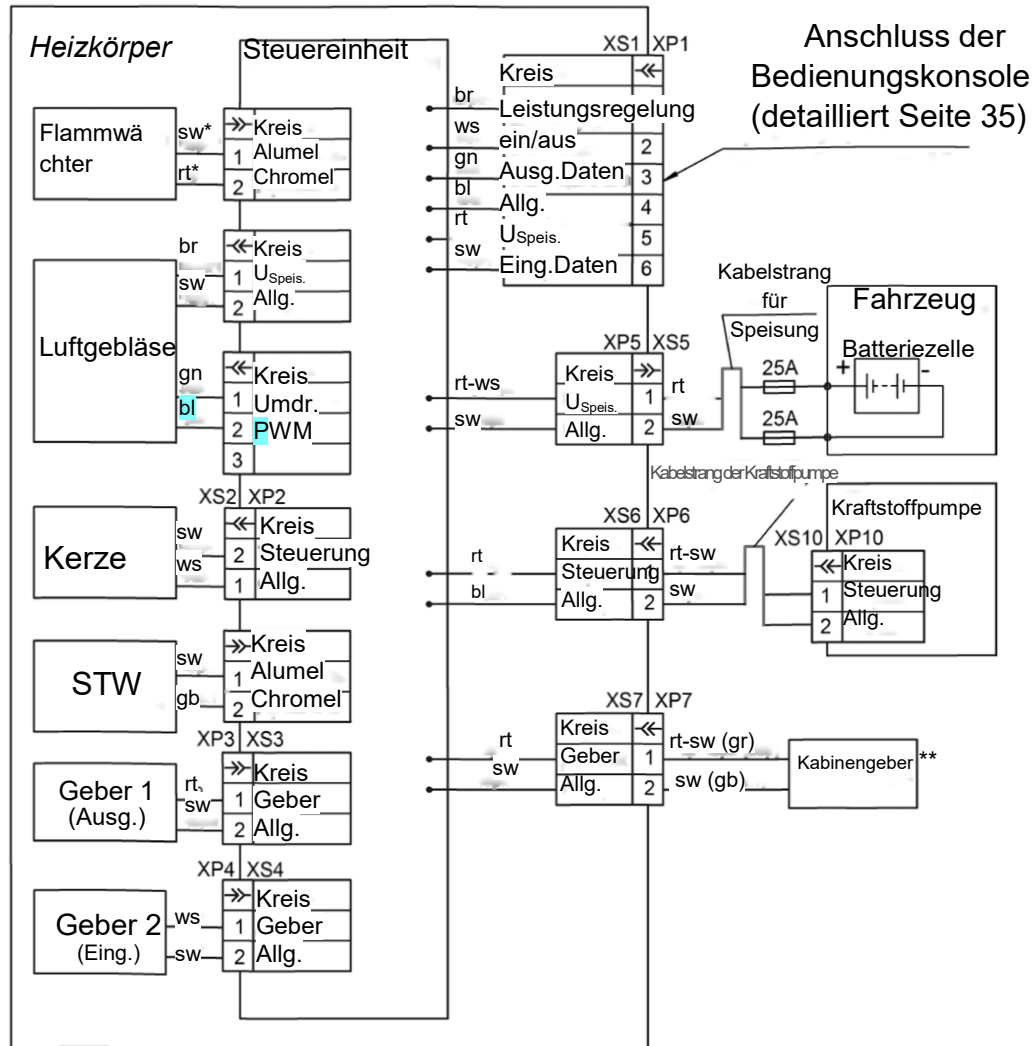 Heizkörper
Steuereinheit
Flammwä
chter
sw*
rt*
Kreis
1 Alumel
2 Chromel
Luftgebläse
br
sw
Kreis
1 USpeis.
2 Allg.
gn
bl
Kreis
1 Umdr.
2 PWM
3
XS2 XP2
Kerze
sw
ws
Kreis
2 Steuerung
1 Allg.
STW
sw
gb
Kreis
1 Alumel
2 Chromel
XP3 XS3
Geber 1
(Ausg.)
rt
sw
Kreis
1 Geber
2 Allg.
XP4 XS4
Geber 2
(Eing.)
ws
sw
Kreis
1 Geber
2 Allg.
XS1 XP1
Kreis
br Leistungsregelung
ws ein/aus 2
gn Ausg.Daten 3
bl Allg. 4
rt USpeis. 5
sw Eing.Daten 6
Anschluss der
Bedienungskonsole
(detailliert Seite 35)
XP5 XS5
Kreis
rt-ws USpeis. 1 rt
sw Allg. 2 sw
Kabelstrang
für
Speisung
25A
25A
Fahrzeug
Batteriezelle
+ -
Kabelstrang der Kraftstoffpumpe
XS6 XP6
Kreis
rt Steuerung rt-sw
bl Allg. 2 sw
Kraftstoffpumpe
XS10 XP10
Kreis
1 Steuerung
2 Allg.
XS7 XP7
Kreis
rt Geber 1 rt-sw (gr)
sw Allg. 2 sw (gb)
Kabinengeber **